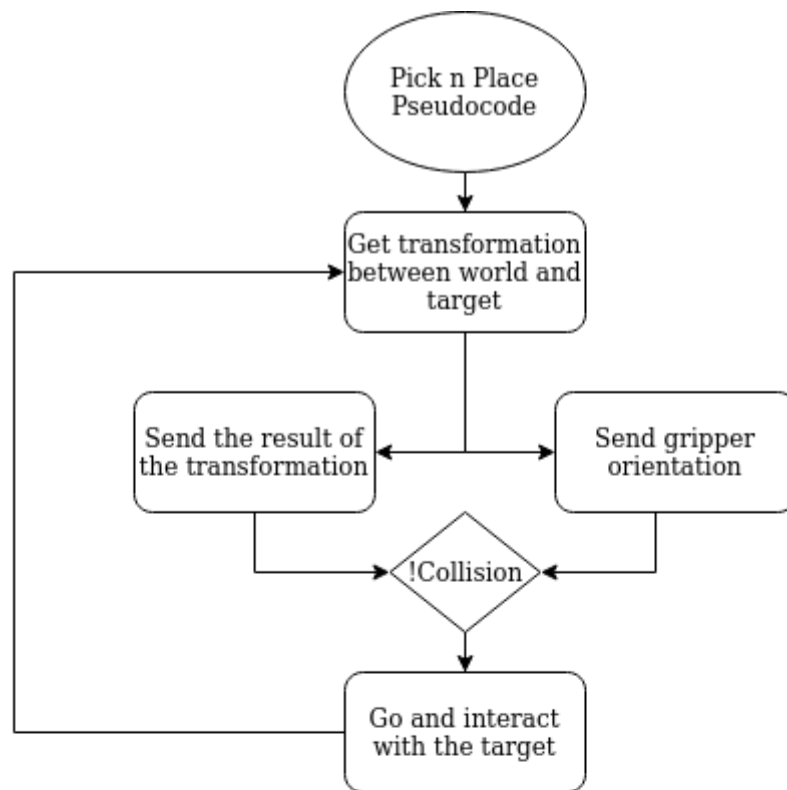 Pick n Place
Pseudocode
Get transformation
between world and
target
Send the result of
the transformation
Send gripper
orientation
!Collision
Go and interact
with the target